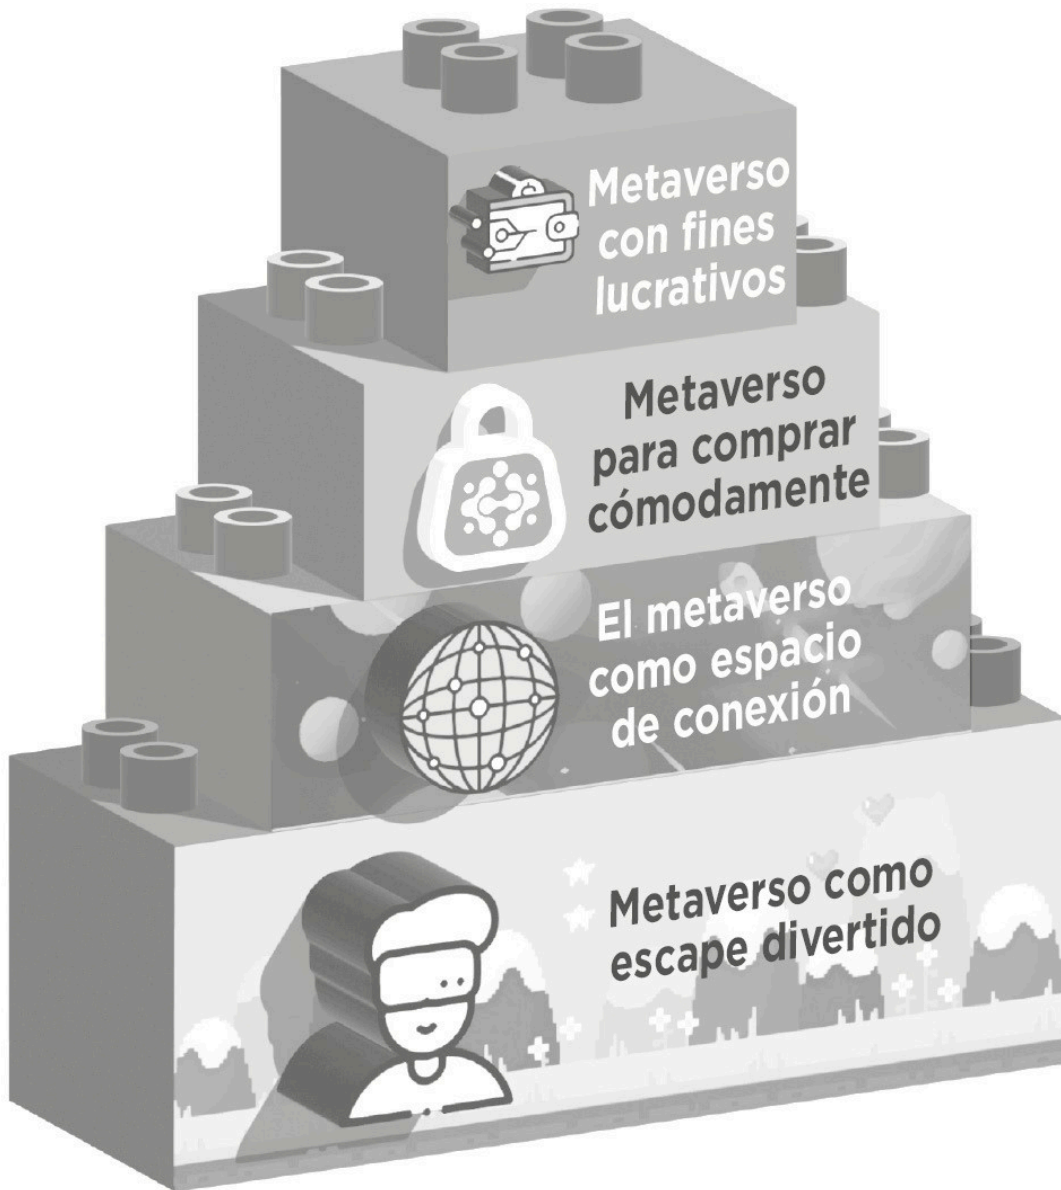 Metaverso
con fines
lucrativos
Metaverso
para comprar
cómodamente
El metaverso
como espacio
de conexión
Metaverso como
escape divertido